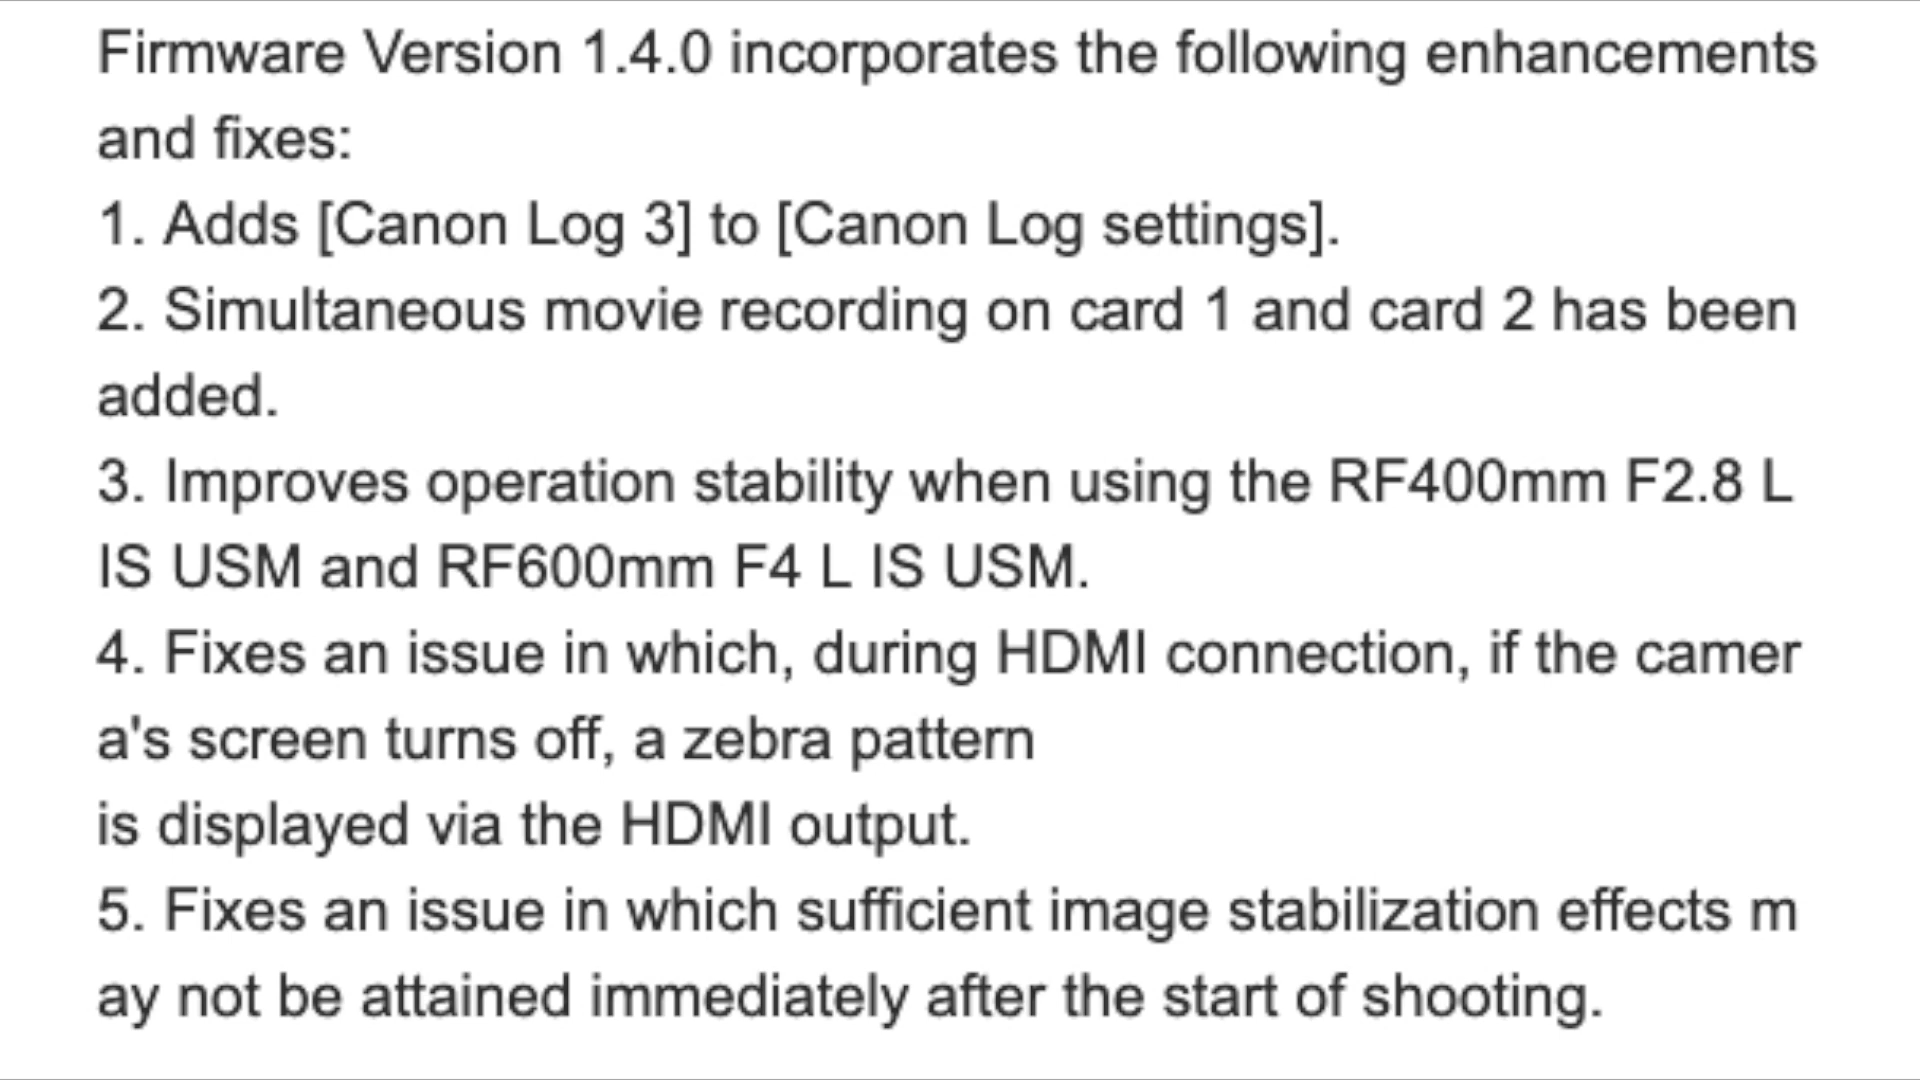 Firmware Version 1.4.0 incorporates the following enhancements
and fixes:
1. Adds [Canon Log 3] to [Canon Log settings].
2. Simultaneous movie recording on card 1 and card 2 has been
added.
3. Improves operation stability when using the RF400mm F2.8 L
IS USM and RF600mm F4 L IS USM.
4. Fixes an issue in which, during HDMI connection, if the camer
a's screen turns off, a zebra pattern
is displayed via the HDMI output.
5. Fixes an issue in which sufficient image stabilization effects m
ay not be attained immediately after the start of shooting.